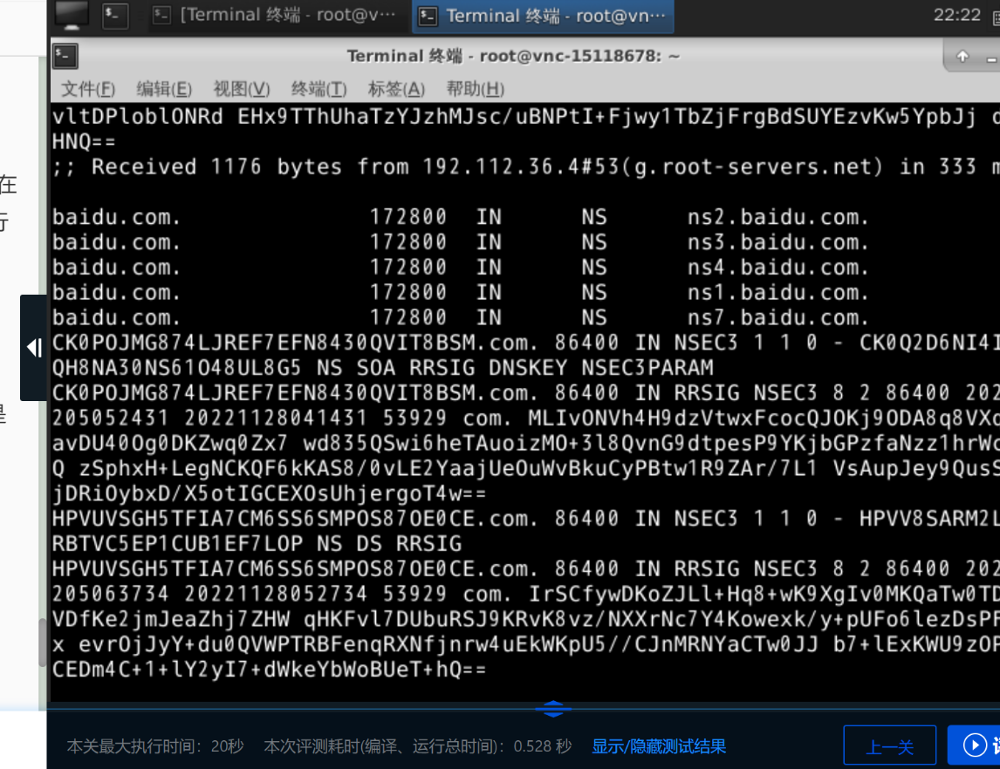 [Terminal 终端 - root@v···
Terminal 终端 - root@vn···
22:22
Terminal 终端 - root@vnc-15118678: ~
文件(F) 编辑(E) 视图(V) 终端(T) 标签(A) 帮助(H)
在
行
是
vltDPloblONRd EHx9TThUhaTzYJzhMJsc/uBNPtI+Fjwy1TbZjFrgBdSUYEzvKw5YpbJj
HNQ==
;; Received 1176 bytes from 192.112.36.4#53(g.root-servers.net) in 333 m
baidu.com. 172800 IN NS ns2.baidu.com.
baidu.com. 172800 IN NS ns3.baidu.com.
baidu.com. 172800 IN NS ns4.baidu.com.
baidu.com. 172800 IN NS ns1.baidu.com.
baidu.com. 172800 IN NS ns7.baidu.com.
CK0POJMG874LJREF7EFN8430QVIT8BSM.com. 86400 IN NSEC3 1 1 0 - CK0Q2D6NI4I
QH8NA30NS61O48UL8G5 NS SOA RRSIG DNSKEY NSEC3PARAM
CK0POJMG874LJREF7EFN8430QVIT8BSM.com. 86400 IN RRSIG NSEC3 8 2 86400 202
205052431 20221128041431 53929 com. MLIvONVh4H9dzVtwxFcocQJOKj9ODA8q8VXd
avDU40Og0DKZwq0Zx7 wd835QSwi6heTAuoizMO+3l8QvnG9dtpesP9YKjbGPzfaNzz1hrWc
Q zSphxH+LegNCKQF6kKAS8/0vLE2YaajUeOuWvBkuCyPBtw1R9ZAr/7L1 VsAupJey9QusS
jDRiOybxD/X5otIGCEXOsUhjergoT4w==
HPVUVSGH5TFIA7CM6SS6SMPOS87OE0CE.com. 86400 IN NSEC3 1 1 0 - HPVV8SARM2L
RBTVC5EP1CUB1EF7LOP NS DS RRSIG
HPVUVSGH5TFIA7CM6SS6SMPOS87OE0CE.com. 86400 IN RRSIG NSEC3 8 2 86400 202
205063734 20221128052734 53929 com. IrSCfywDKoZJLl+Hq8+wK9XgIv0MKQaTw0TD
VDfKe2jmJeaZhj7ZHW qHKFvl7DUbuRSJ9KRvK8vz/NXXrNc7Y4Kowexk/y+pUFo6lezDsPF
x evrOjJyY+du0QVWPTRBFenqRXNfjnrw4uEkWKpU5//CJnMRNYaCTw0JJ b7+lExKWU9zOP
CEDm4C+1+lY2yI7+dWkeYbWoBUeT+hQ==
本关最大执行时间：20秒 本次评测耗时(编译、运行总时间)：0.528 秒 显示/隐藏测试结果 上一关